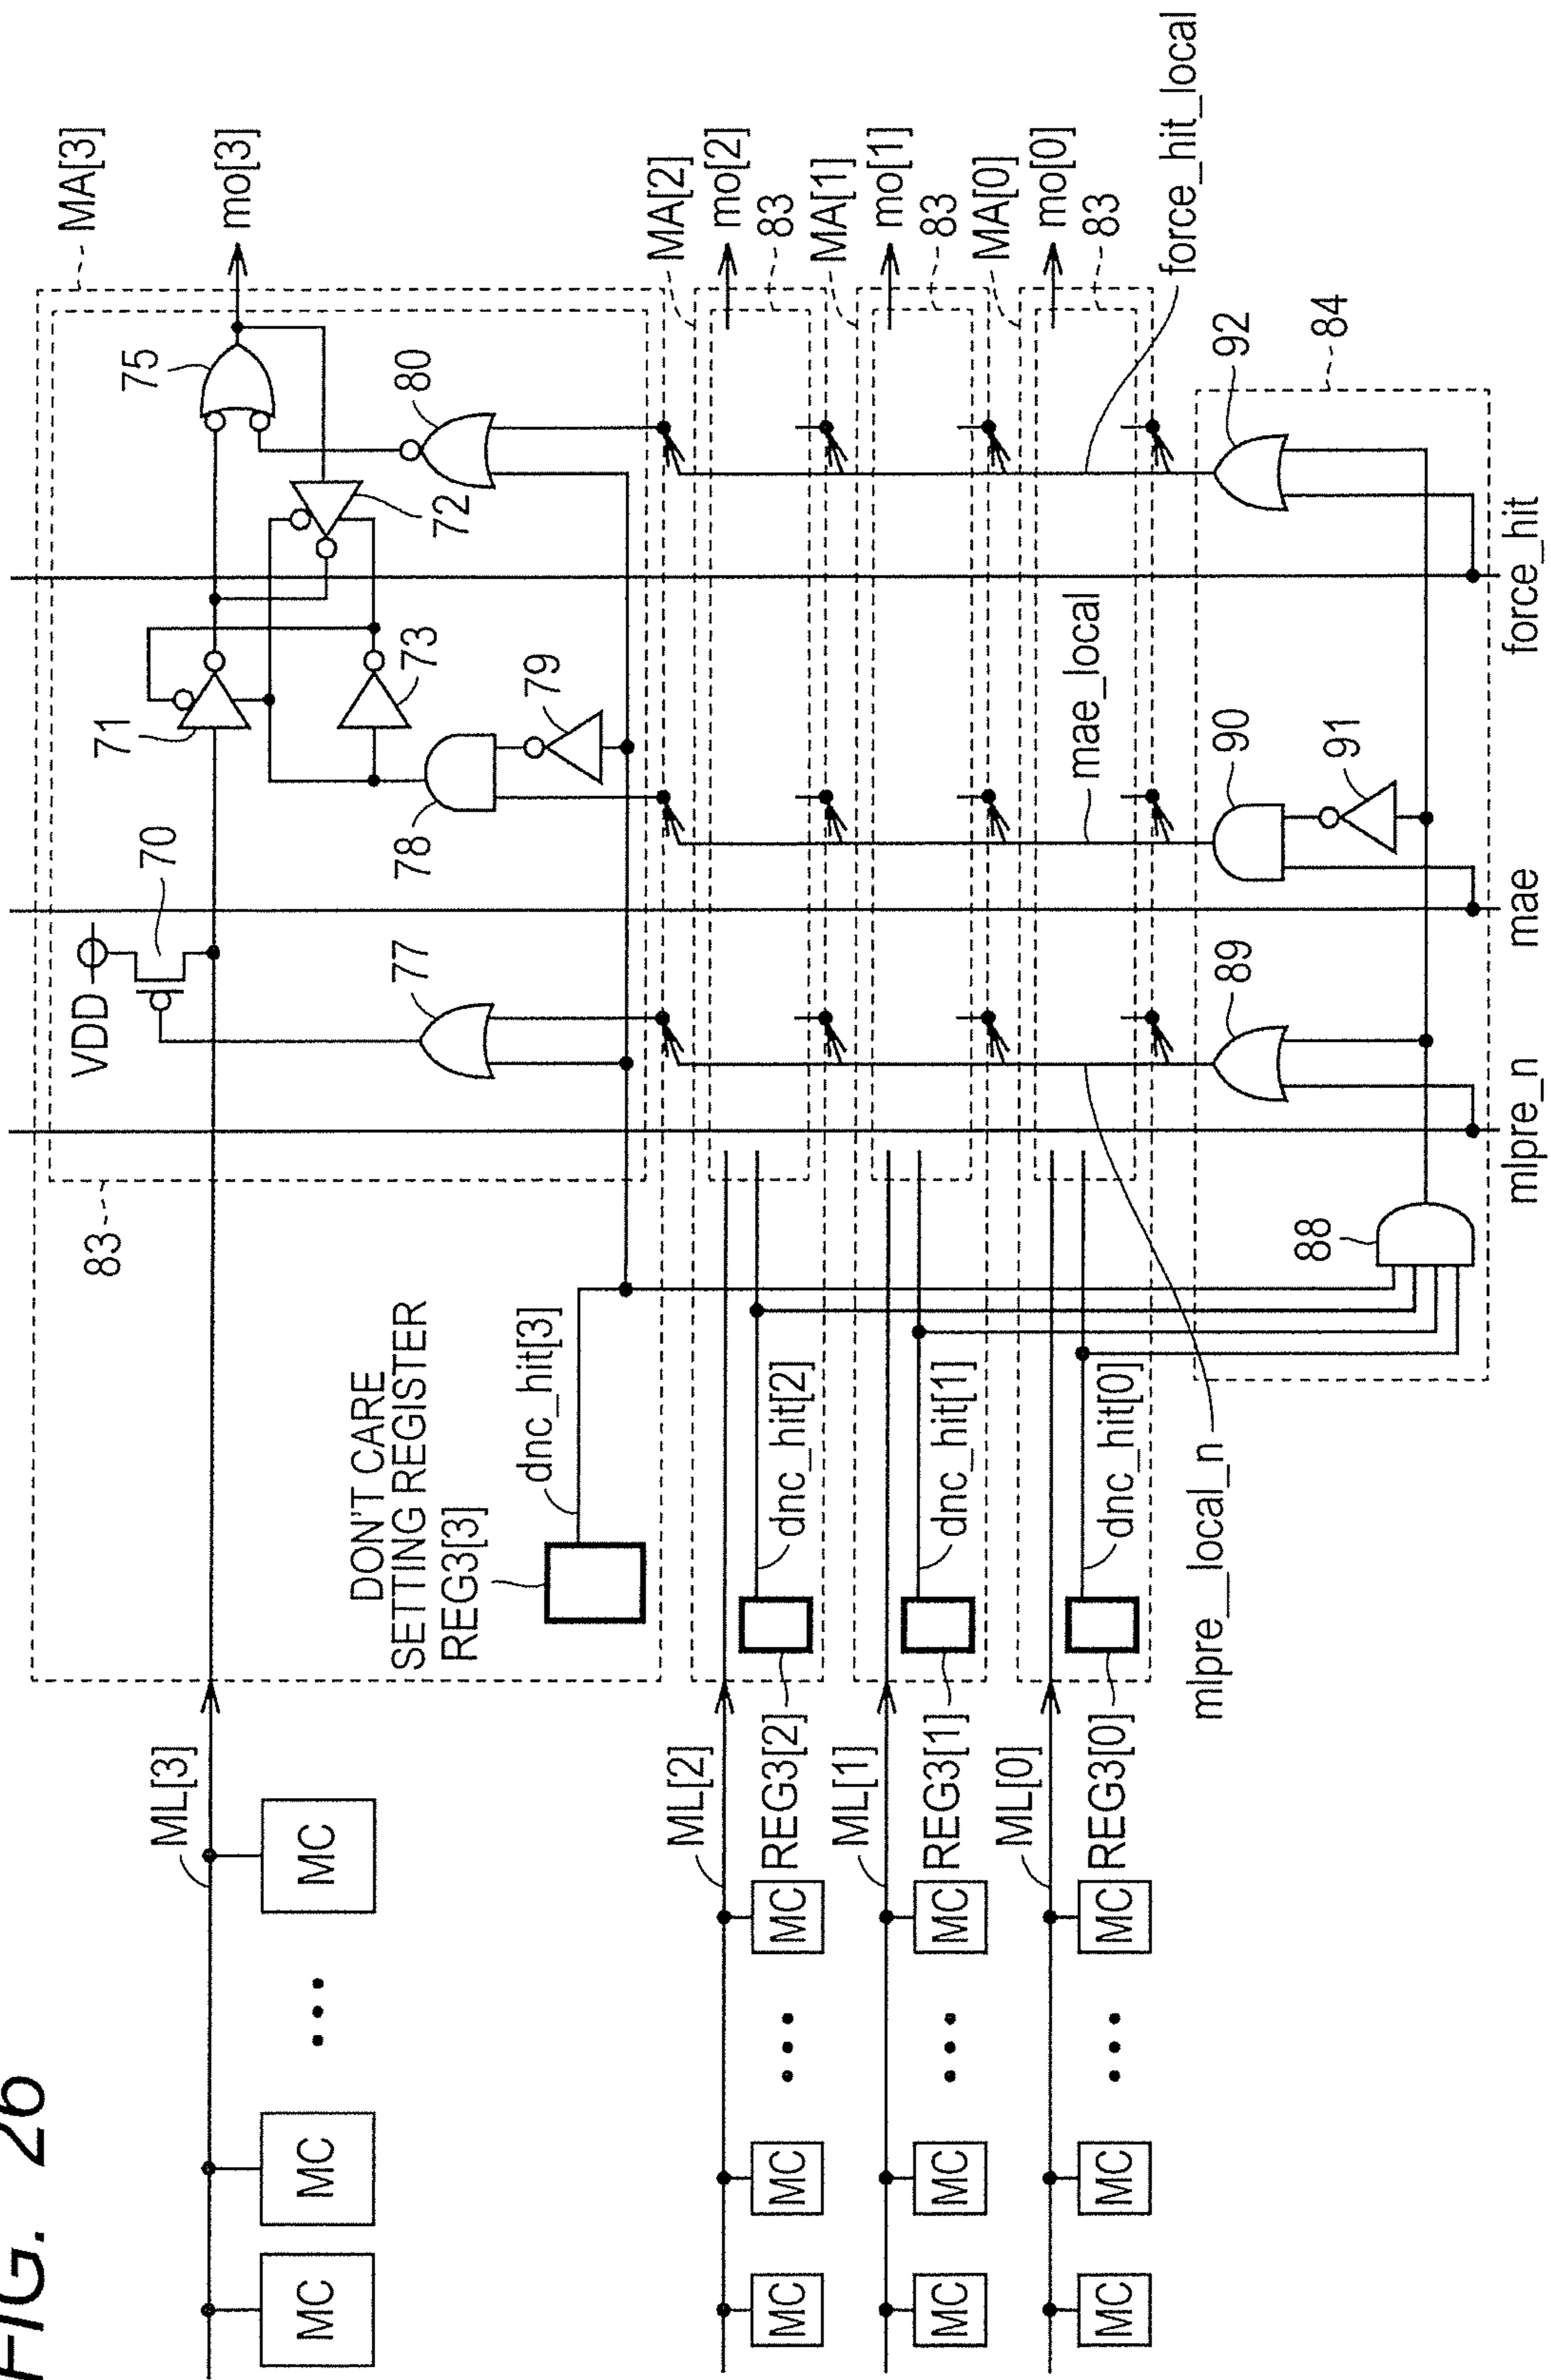 FIG. 26
ML[3]
MC
MC
MC
MA[3]
83
VDD
70
71
75
mo[3]
77
78
73
79
72
80
DON'T CARE
SETTING REGISTER
REG3[3]
dnc_hit[3]
ML[2]
MC
MC
MC
REG3[2]
dnc_hit[2]
MA[2]
mo[2]
83
ML[1]
MC
MC
MC
REG3[1]
dnc_hit[1]
MA[1]
mo[1]
83
ML[0]
MC
MC
MC
REG3[0]
dnc_hit[0]
mae_local
MA[0]
mo[0]
83
mlpre_local_n
force_hit_local
88
89
90
91
92
84
mlpre_n
mae
force_hit